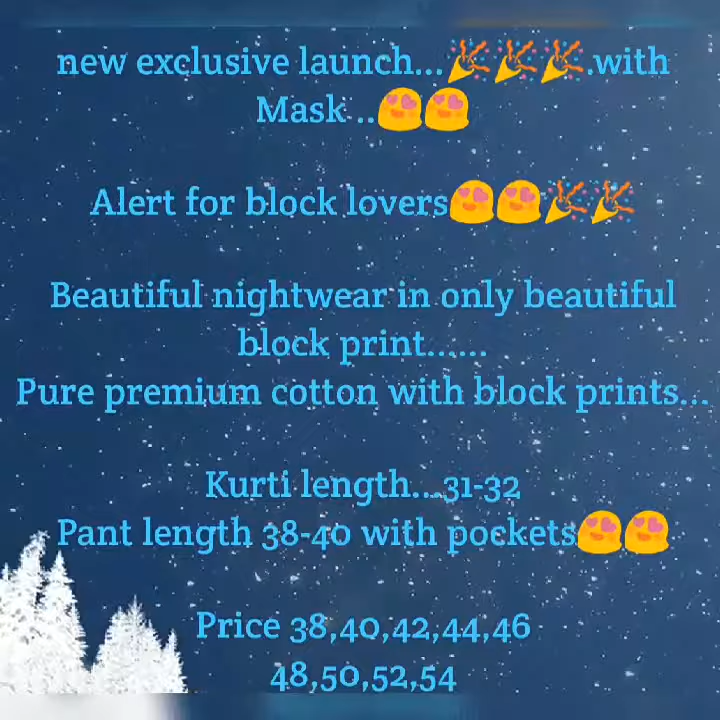 new exclusive launch...🎉🎉🎉.with
Mask...😍😍
Alert for block lovers😍😍🎉🎉
Beautiful nightwear in only beautiful
block print......
Pure premium cotton with block prints...
Kurti length...31-32
Pant length 38-40 with pockets😍😍
Price 38,40,42,44,46
48,50,52,54